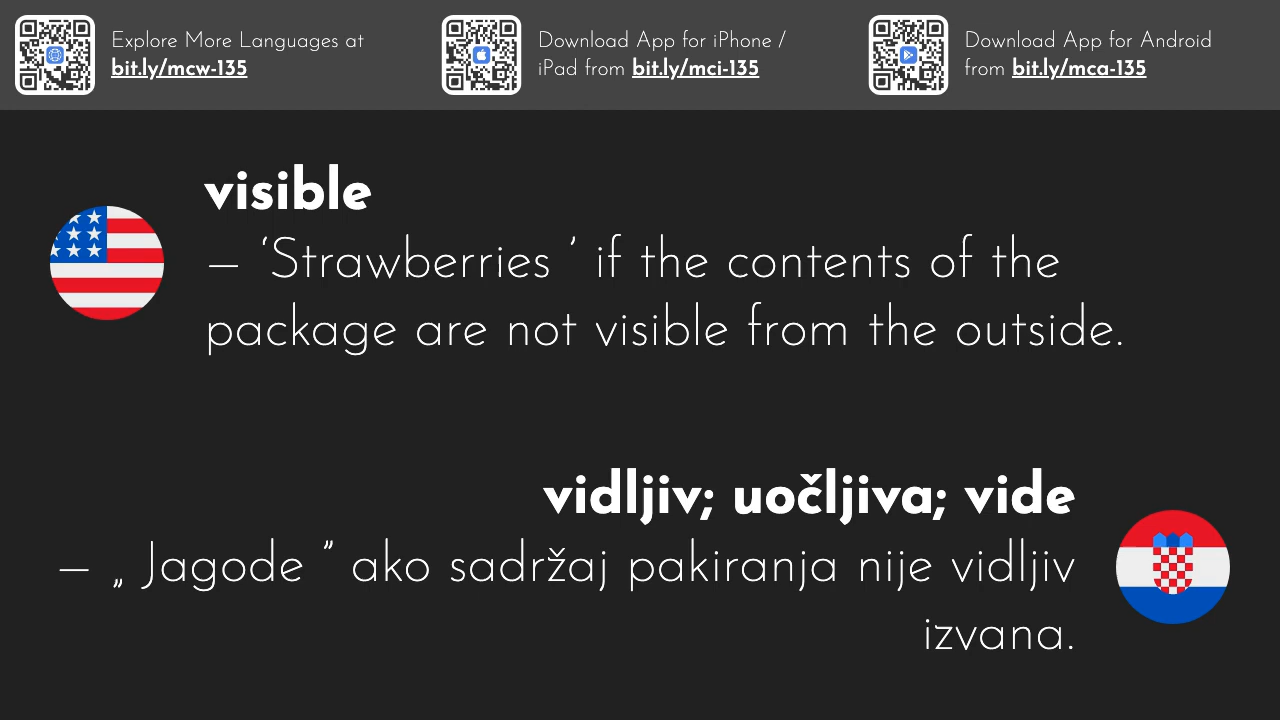 Explore More Languages at
bit.ly/mcw-135
Download App for iPhone /
iPad from bit.ly/mci-135
Download App for Android
from bit.ly/mca-135
visible
– ‘Strawberries ’ if the contents of the
package are not visible from the outside.
vidljiv; uočljiva; vide
– „ Jagode ” ako sadržaj pakiranja nije vidljiv
izvana.